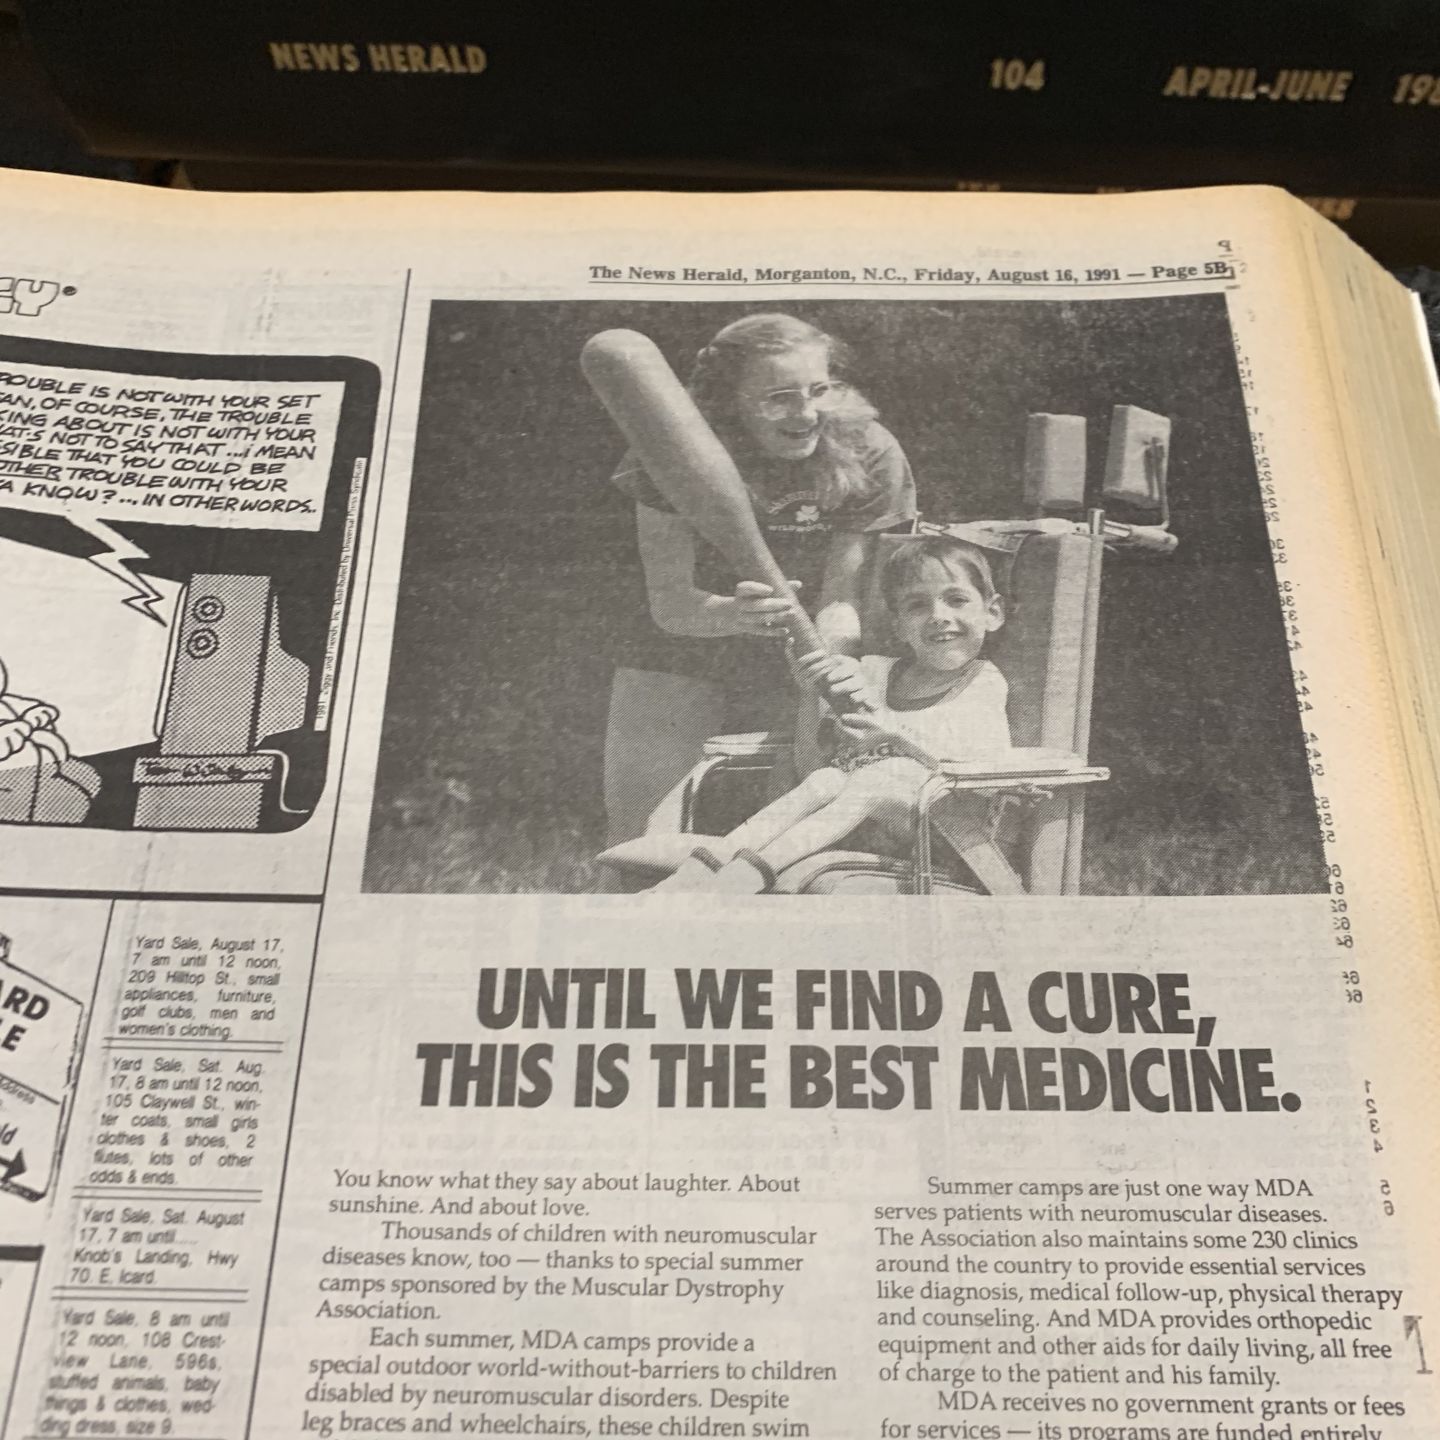 NEWS HERALD 104 APRIL-JUNE
The News Herald, Morganton, N.C., Friday, August 16, 1991 — Page 5B
TROUBLE IS NOT WITH YOUR SET
OF COURSE, THE TROUBLE
ABOUT IS NOT WITH YOUR
NOT TO SAY THAT ... I MEAN
THAT YOU COULD BE
OTHER TROUBLE WITH YOUR
KNOW? ... IN OTHER WORDS..
1991 Ziggy and Friends, Inc. Distributed by Universal Press Syndicate
WILDWOOD
Yard Sale, August 17,
7 am until 12 noon,
209 Hilltop St., small
appliances, furniture,
golf clubs, men and
women's clothing.
Yard Sale, Sat. Aug.
17, 8 am until 12 noon,
105 Claywell St., win-
ter coats, small girls
clothes & shoes, 2
flutes, lots of other
odds & ends.
Yard Sale, Sat. August
17, 7 am until....
Knob's Landing, Hwy
70. E. Icard.
Yard Sale, 8 am until
12 noon, 108 Crest-
view Lane, 596s,
stuffed animals, baby
things & clothes, wed-
ding dress, size 9.
UNTIL WE FIND A CURE,
THIS IS THE BEST MEDICINE.
You know what they say about laughter. About
sunshine. And about love.
Thousands of children with neuromuscular
diseases know, too — thanks to special summer
camps sponsored by the Muscular Dystrophy
Association.
Each summer, MDA camps provide a
special outdoor world-without-barriers to children
disabled by neuromuscular disorders. Despite
leg braces and wheelchairs, these children swim
Summer camps are just one way MDA
serves patients with neuromuscular diseases.
The Association also maintains some 230 clinics
around the country to provide essential services
like diagnosis, medical follow-up, physical therapy
and counseling. And MDA provides orthopedic
equipment and other aids for daily living, all free
of charge to the patient and his family.
MDA receives no government grants or fees
for services — its programs are funded entirely